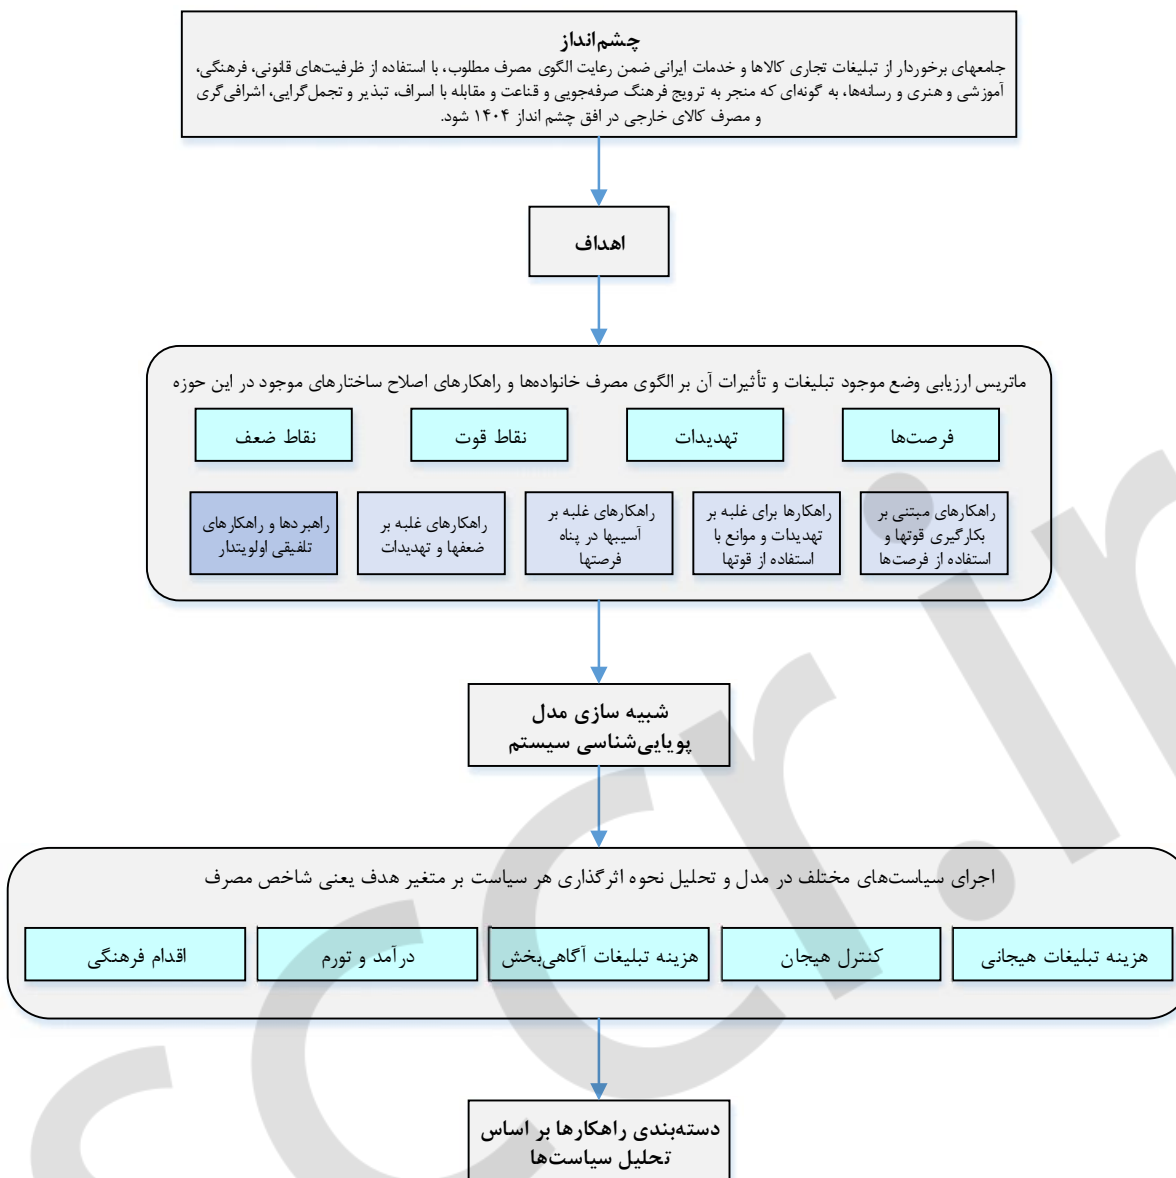 چشم‌انداز
جامعهای برخوردار از تبلیغات تجاری کالاها و خدمات ایرانی ضمن رعایت الگوی مصرف مطلوب، با استفاده از ظرفیت‌های قانونی، فرهنگی،
آموزشی و هنری و رسانه‌ها، به گونه‌ای که منجر به ترویج فرهنگ صرفه‌جویی و قناعت و مقابله با اسراف، تبذیر و تجمل‌گرایی، اشرافی‌گری
و مصرف کالای خارجی در افق چشم انداز ۱۴۰۴ شود.
اهداف
ماتریس ارزیابی وضع موجود تبلیغات و تأثیرات آن بر الگوی مصرف خانواده‌ها و راهکارهای اصلاح ساختارهای موجود در این حوزه
فرصت‌ها
تهدیدات
نقاط قوت
نقاط ضعف
راهکارهای مبتنی بر
بکارگیری قوتها و
استفاده از فرصت‌ها
راهکارها برای غلبه بر
تهدیدات و موانع با
استفاده از قوتها
راهکارهای غلبه بر
آسیبها در پناه
فرصتها
راهکارهای غلبه بر
ضعفها و تهدیدات
راهبردها و راهکارهای
تلفیقی اولویتدار
شبیه سازی مدل
پویایی‌شناسی سیستم
اجرای سیاست‌های مختلف در مدل و تحلیل نحوه اثرگذاری هر سیاست بر متغیر هدف یعنی شاخص مصرف
هزینه تبلیغات هیجانی
کنترل هیجان
هزینه تبلیغات آگاهی‌بخش
درآمد و تورم
اقدام فرهنگی
دسته‌بندی راهکارها بر اساس
تحلیل سیاست‌ها
sccr.ir